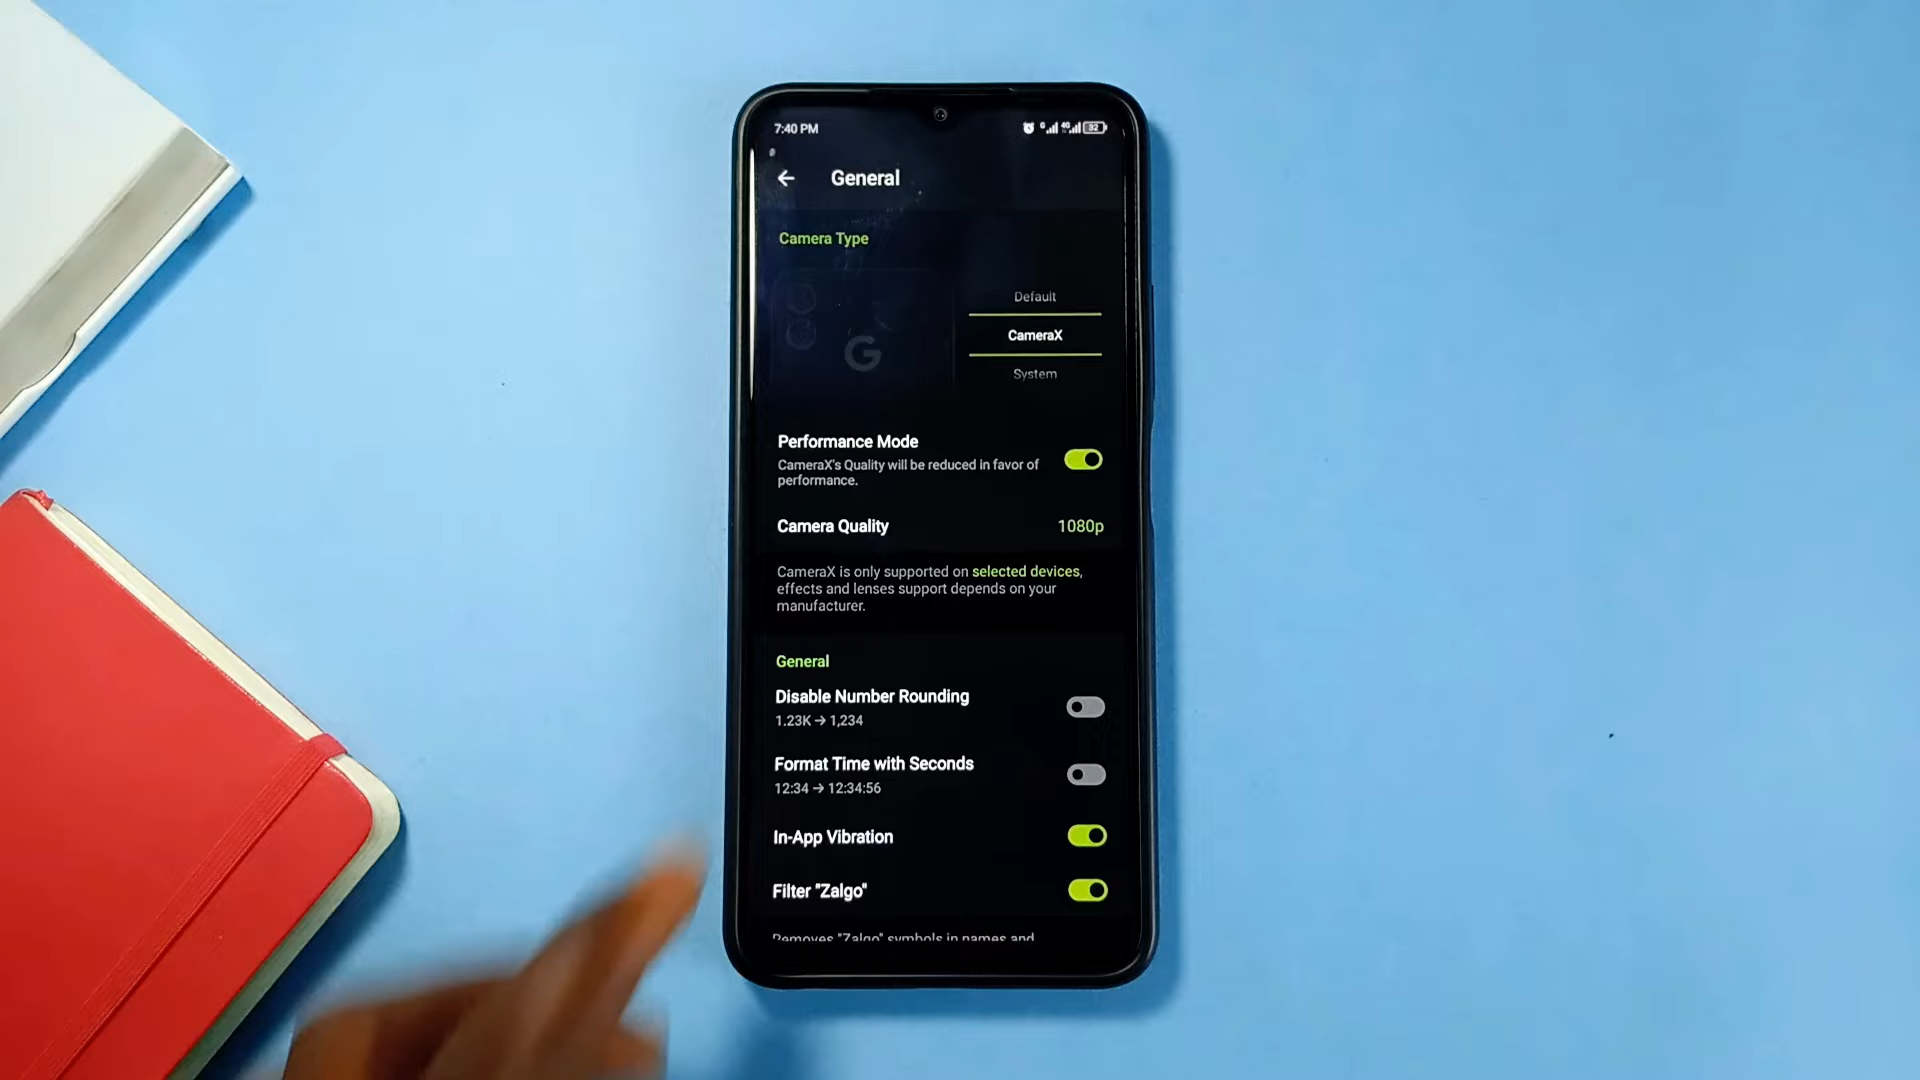 7:40 PM
G 4G 32
General
Camera Type
Default
CameraX
System
G
Performance Mode
CameraX's Quality will be reduced in favor of
performance.
Camera Quality 1080p
CameraX is only supported on selected devices,
effects and lenses support depends on your
manufacturer.
General
Disable Number Rounding
1.23K → 1,234
Format Time with Seconds
12:34 → 12:34:56
In-App Vibration
Filter "Zalgo"
Removes "Zalgo" symbols in names and